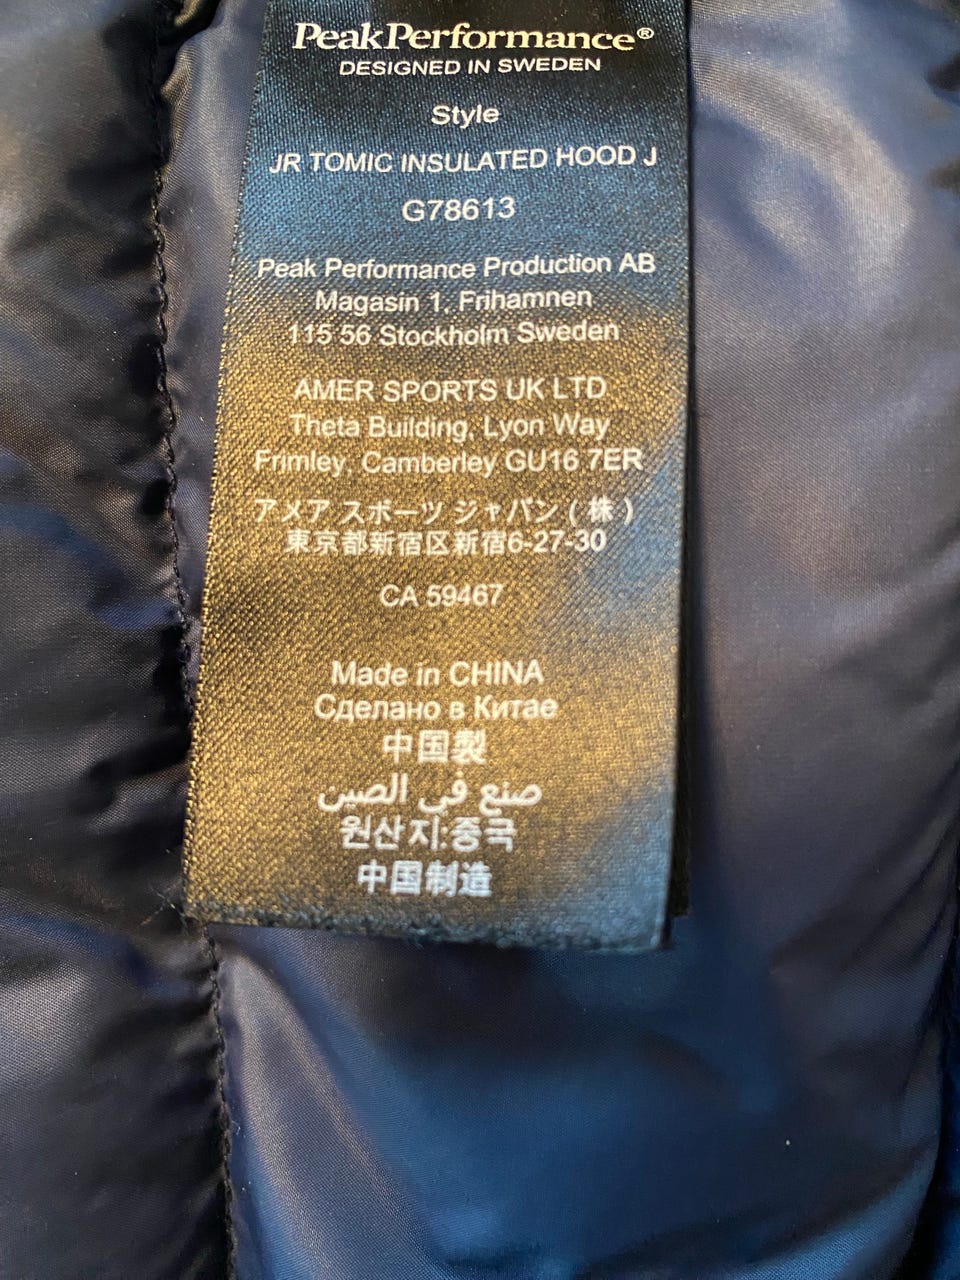 PeakPerformance®
DESIGNED IN SWEDEN
Style
JR TOMIC INSULATED HOOD J
G78613
Peak Performance Production AB
Magasin 1, Frihamnen
115 56 Stockholm Sweden
AMER SPORTS UK LTD
Theta Building, Lyon Way
Frimley, Camberley GU16 7ER
アメア スポーツ ジャパン ( 株 )
東京都新宿区新宿6-27-30
CA 59467
Made in CHINA
Сделано в Китае
中国製
صنع في الصين
원산지:중국
中国制造